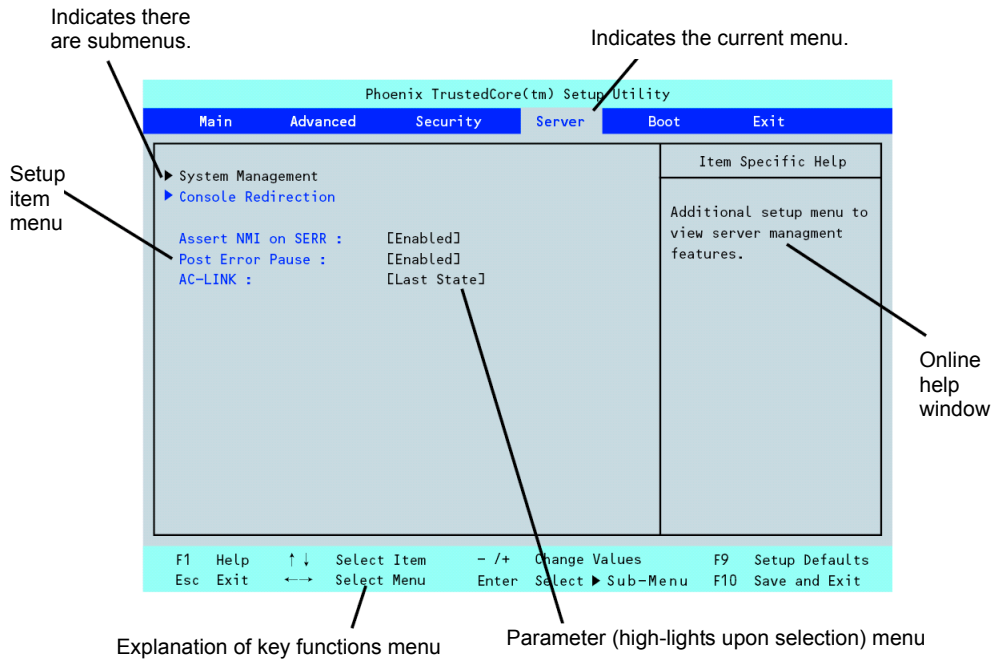 Indicates there
are submenus.
Indicates the current menu.
Phoenix TrustedCore(tm) Setup Utility
Main Advanced Security Server Boot Exit
Setup
item
menu
▶ System Management
▶ Console Redirection
Assert NMI on SERR : [Enabled]
Post Error Pause : [Enabled]
AC-LINK : [Last State]
Item Specific Help
Additional setup menu to
view server managment
features.
Online
help
window
F1 Help ↑↓ Select Item - /+ Change Values F9 Setup Defaults
Esc Exit ←→ Select Menu Enter Select ▶ Sub-Menu F10 Save and Exit
Explanation of key functions menu
Parameter (high-lights upon selection) menu